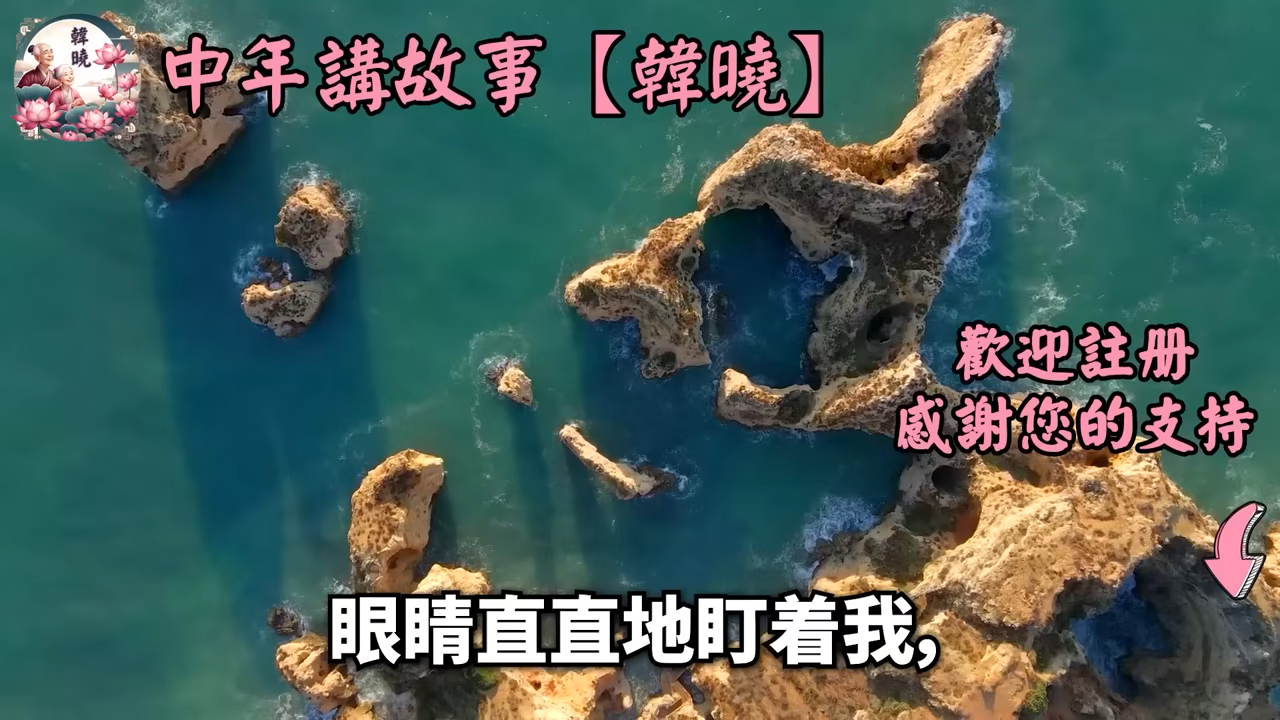 韓
曉
中年講故事【韓曉】
歡迎註册
感謝您的支持
眼睛直直地盯着我,